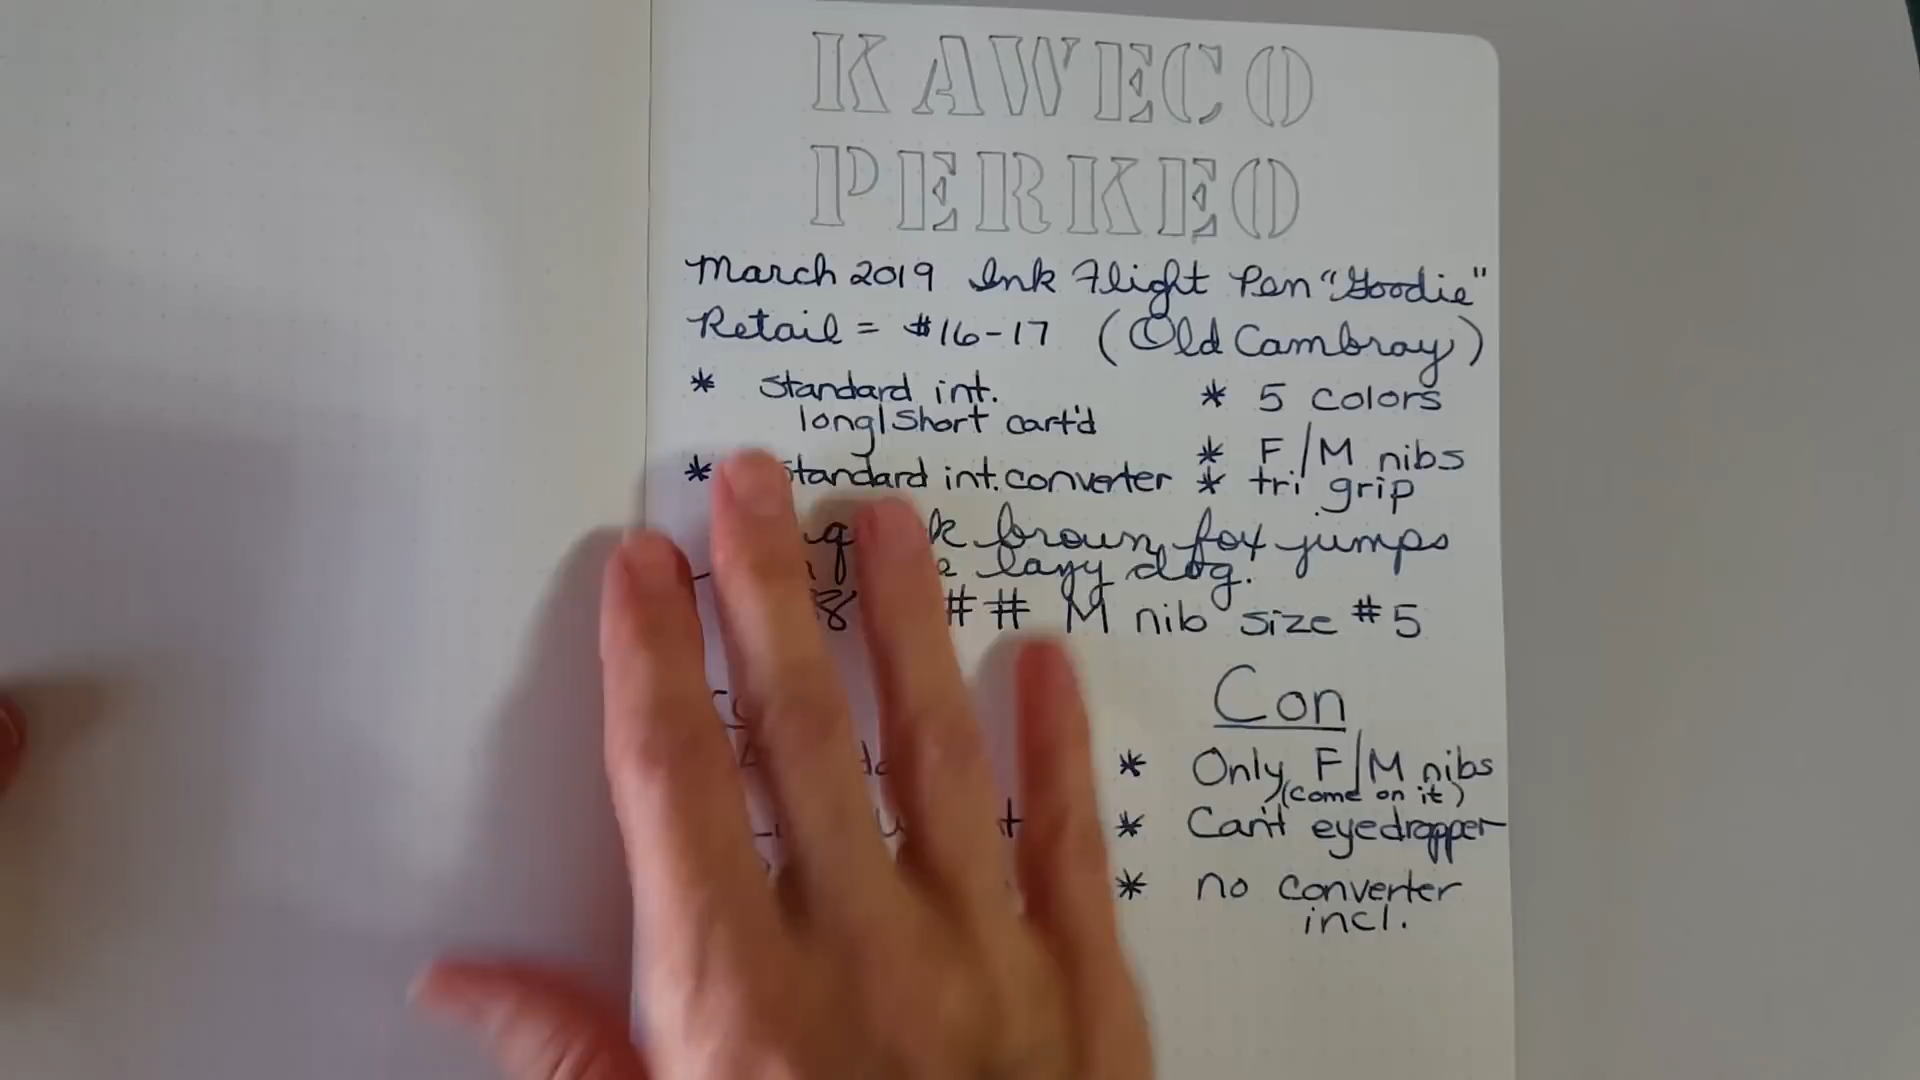 KAWECO
PERKEO
March 2019 Ink Flight Pen "Goodie"
Retail = $16-17 (Old Cambray)
* Standard int.
long/short cart'd
* 5 colors
* F/M nibs
* standard int. converter
* tri grip
brown fox jumps
lazy dog.
8 ## M nib size #5
Con
* Only F/M nibs
(come on it)
* Can't eyedropper
* no converter
incl.